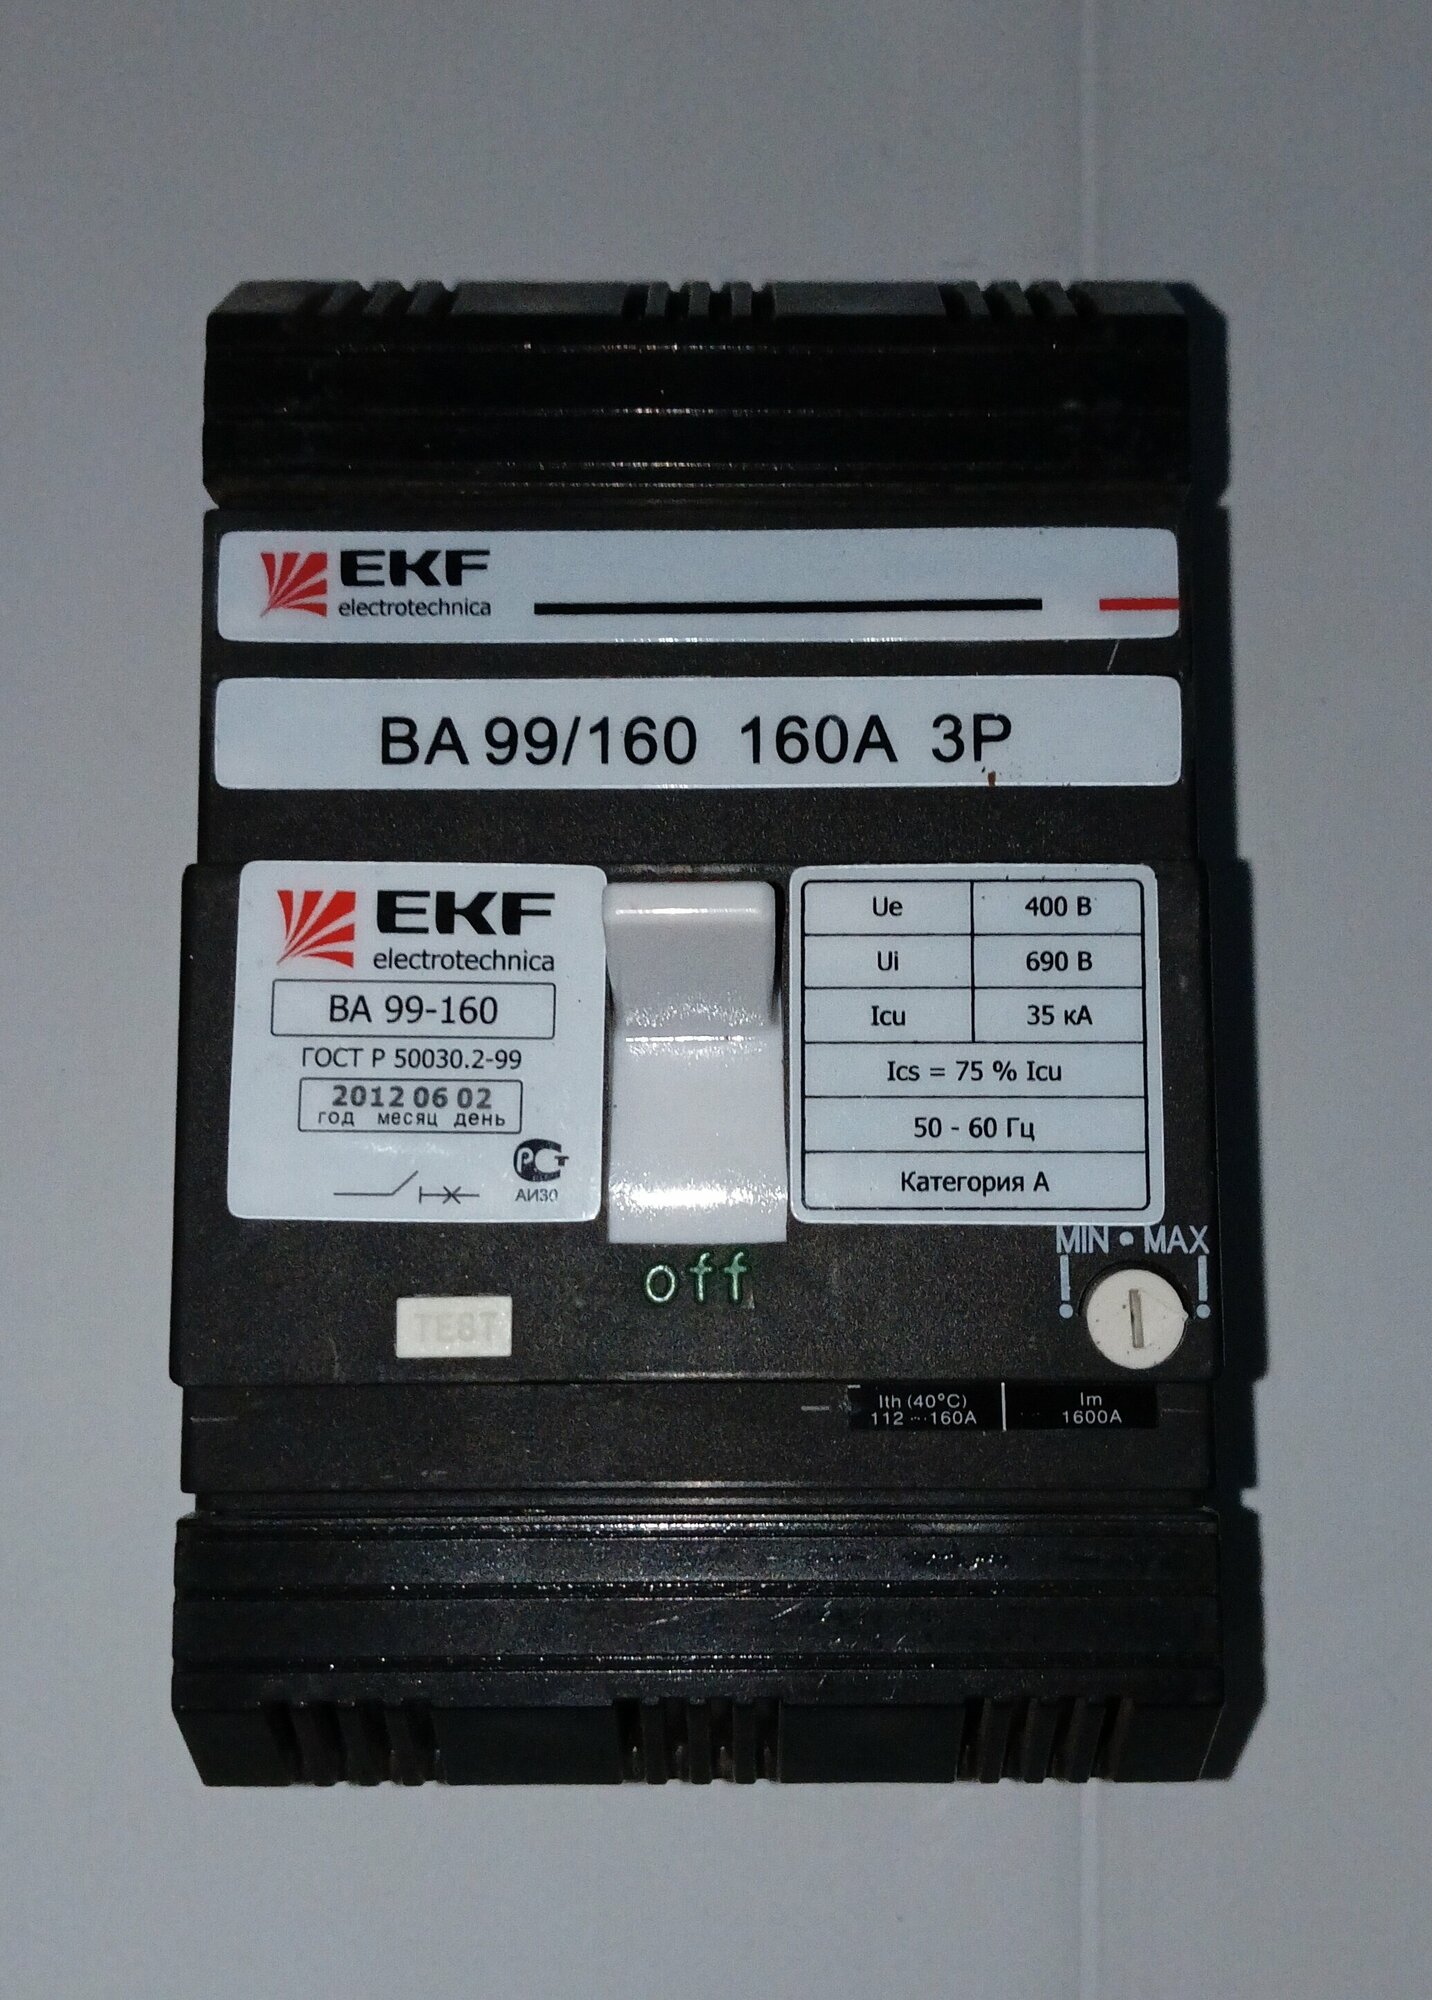 EKF
electrotechnica
ВА 99/160 160А 3Р
EKF
electrotechnica
ВА 99-160
ГОСТ Р 50030.2-99
2012 06 02
год месяц день
РСТ
АИ30
Ue 400 В
Ui 690 В
Icu 35 кА
Ics = 75 % Icu
50 - 60 Гц
Категория А
MIN • MAX
off
TEST
Ith (40°C) Im
112 ··· 160A 1600A